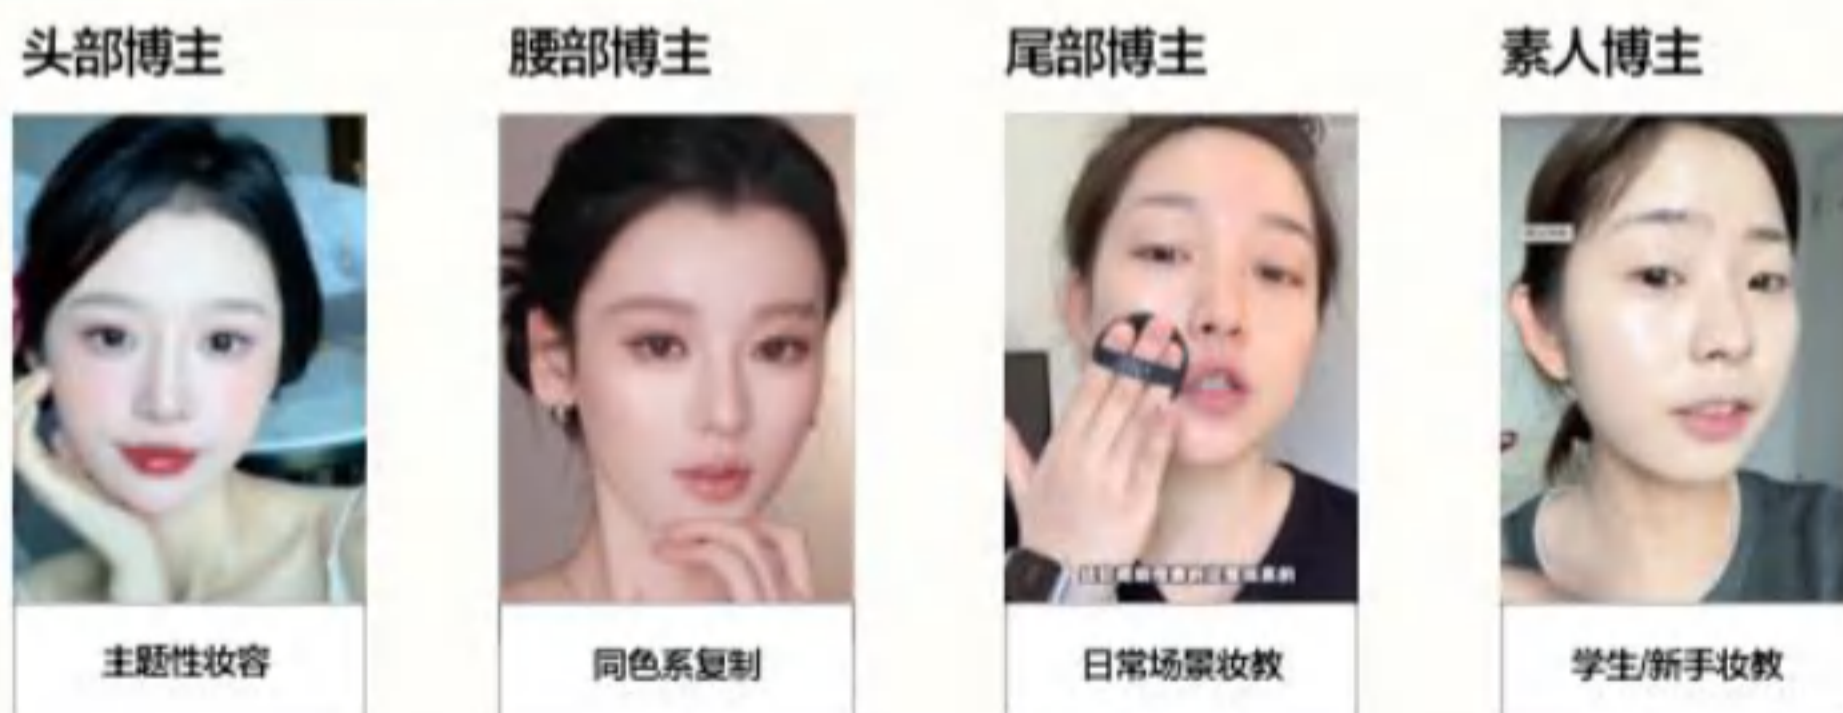 头部博主
腰部博主
尾部博主
素人博主
主题性妆容
同色系复制
日常场景妆教
学生/新手妆教